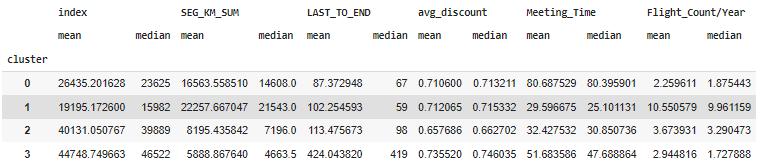 index SEG_KM_SUM LAST_TO_END avg_discount Meeting_Time Flight_Count/Year
mean median mean median mean median mean median mean median mean median
cluster
0 26435.201628 23625 16563.558510 14608.0 87.372948 67 0.710600 0.713211 80.687529 80.395901 2.259611 1.875443
1 19195.172600 15982 22257.667047 21543.0 102.254593 59 0.712065 0.715332 29.596675 25.101131 10.550579 9.961159
2 40131.050767 39889 8195.435842 7196.0 113.475673 98 0.657686 0.662702 32.427532 30.850736 3.673931 3.290473
3 44748.749663 46522 5888.867640 4663.5 424.043820 419 0.735520 0.746035 51.683586 47.688864 2.944816 1.727888